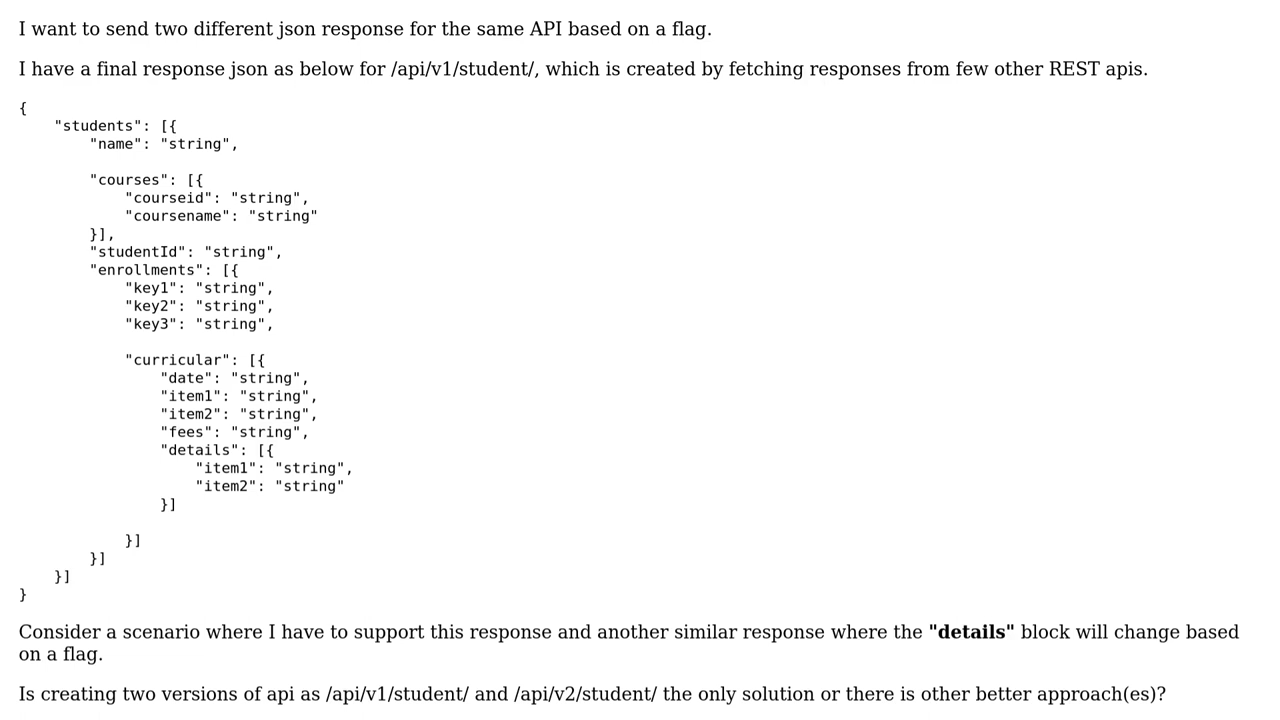 I want to send two different json response for the same API based on a flag.
I have a final response json as below for /api/v1/student/, which is created by fetching responses from few other REST apis.
{
    "students": [{
        "name": "string",

        "courses": [{
            "courseid": "string",
            "coursename": "string"
        }],
        "studentId": "string",
        "enrollments": [{
            "key1": "string",
            "key2": "string",
            "key3": "string",

            "curricular": [{
                "date": "string",
                "item1": "string",
                "item2": "string",
                "fees": "string",
                "details": [{
                    "item1": "string",
                    "item2": "string"
                }]

            }]
        }]
    }]
}
Consider a scenario where I have to support this response and another similar response where the "details" block will change based
on a flag.
Is creating two versions of api as /api/v1/student/ and /api/v2/student/ the only solution or there is other better approach(es)?